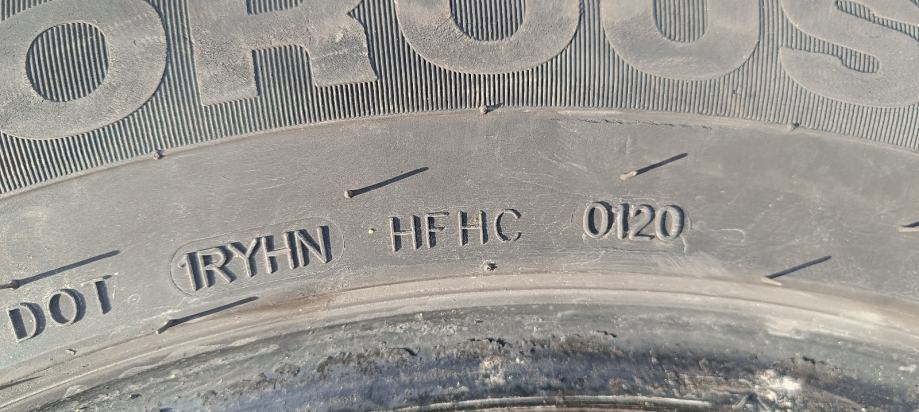 OROUS
DOT 1RYHN HFHC 0120